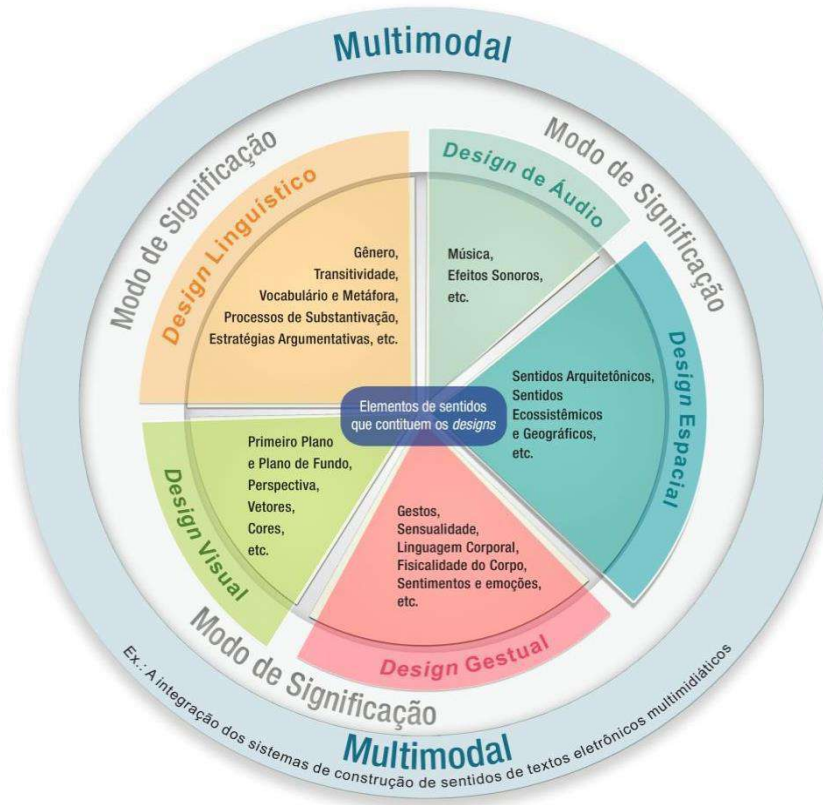 Multimodal
Modo de Significação
Modo de Significação
Design Linguístico
Gênero,
Transitividade,
Vocabulário e Metáfora,
Processos de Substantivação,
Estratégias Argumentativas, etc.
Design de Áudio
Música,
Efeitos Sonoros,
etc.
Design Espacial
Sentidos Arquitetônicos,
Sentidos
Ecossistêmicos
e Geográficos,
etc.
Elementos de sentidos
que contituem os designs
Design Visual
Primeiro Plano
e Plano de Fundo,
Perspectiva,
Vetores,
Cores,
etc.
Gestos,
Sensualidade,
Linguagem Corporal,
Fisicalidade do Corpo,
Sentimentos e emoções,
etc.
Design Gestual
Modo de Significação
Multimodal
Ex.: A integração dos sistemas de construção de sentidos de textos eletrônicos multimidiáticos